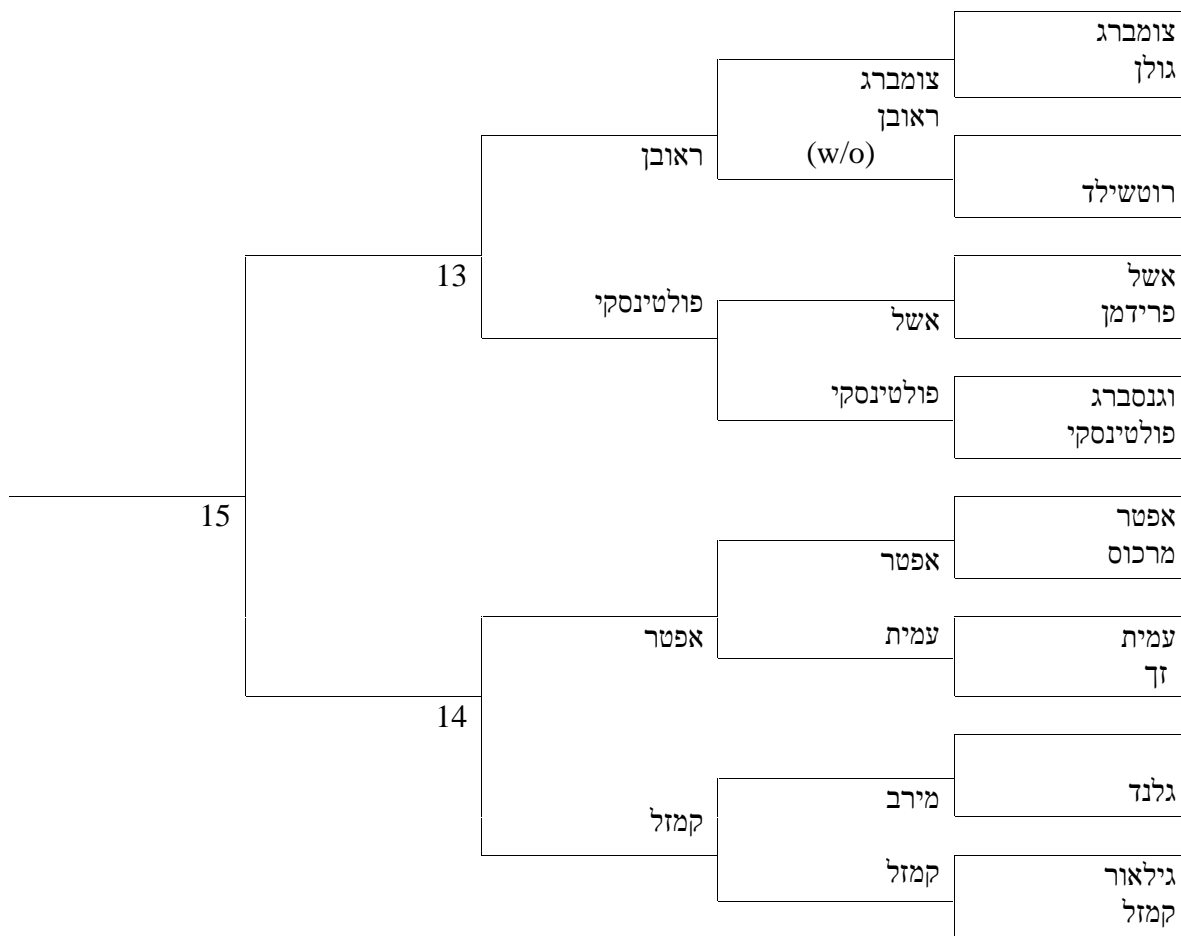 צומברג
גולן
רוטשילד
אשל
פרידמן
וגנסברג
פולטינסקי
אפטר
מרכוס
עמית
זך
גלנד
גילאור
קמזל
צומברג
ראובן
(w/o)
אשל
פולטינסקי
אפטר
עמית
מירב
קמזל
ראובן
פולטינסקי
אפטר
קמזל
13
14
15